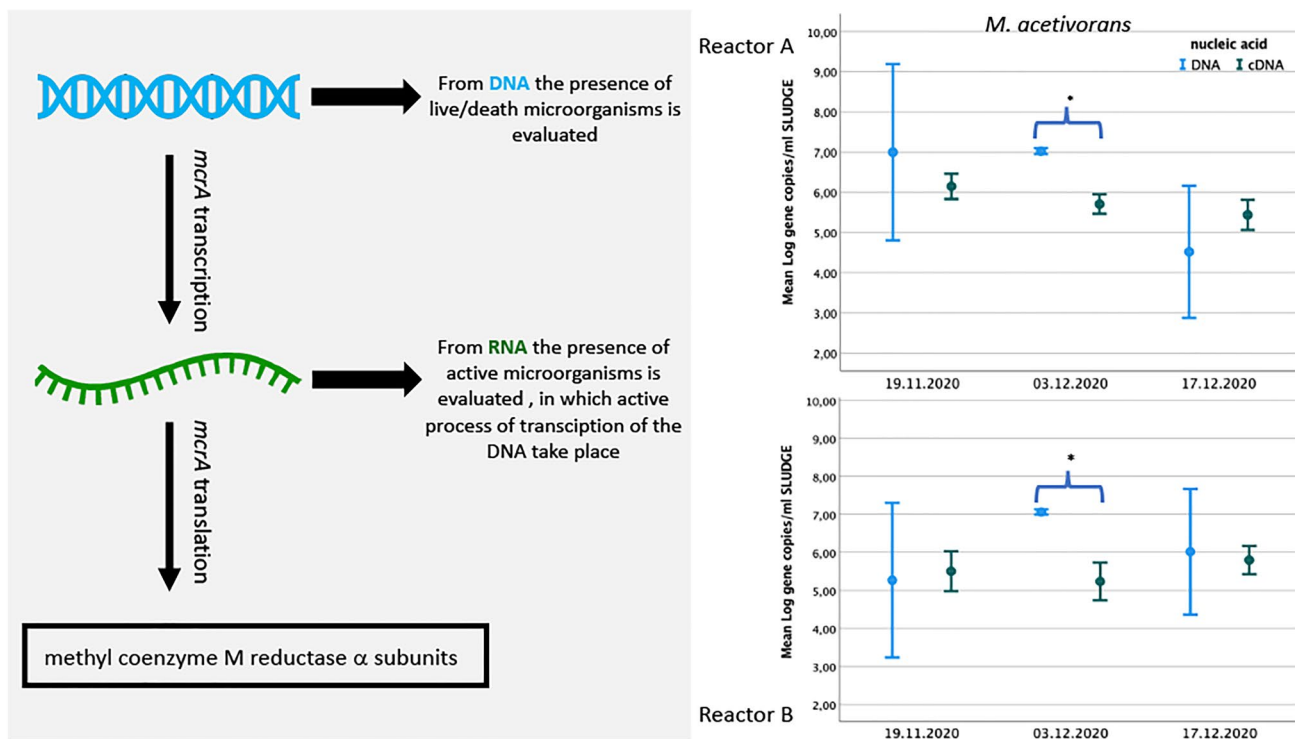 From DNA the presence of
live/death microorganisms is
evaluated
mcrA transcription
From RNA the presence of
active microorganisms is
evaluated , in which active
process of transciption of the
DNA take place
mcrA translation
methyl coenzyme M reductase α subunits
Reactor A
M. acetivorans
nucleic acid
DNA cDNA
Mean Log gene copies/ml SLUDGE
10,00
9,00
8,00
7,00
6,00
5,00
4,00
3,00
2,00
*
19.11.2020 03.12.2020 17.12.2020
Mean Log gene copies/ml SLUDGE
10,00
9,00
8,00
7,00
6,00
5,00
4,00
3,00
2,00
*
Reactor B
19.11.2020 03.12.2020 17.12.2020